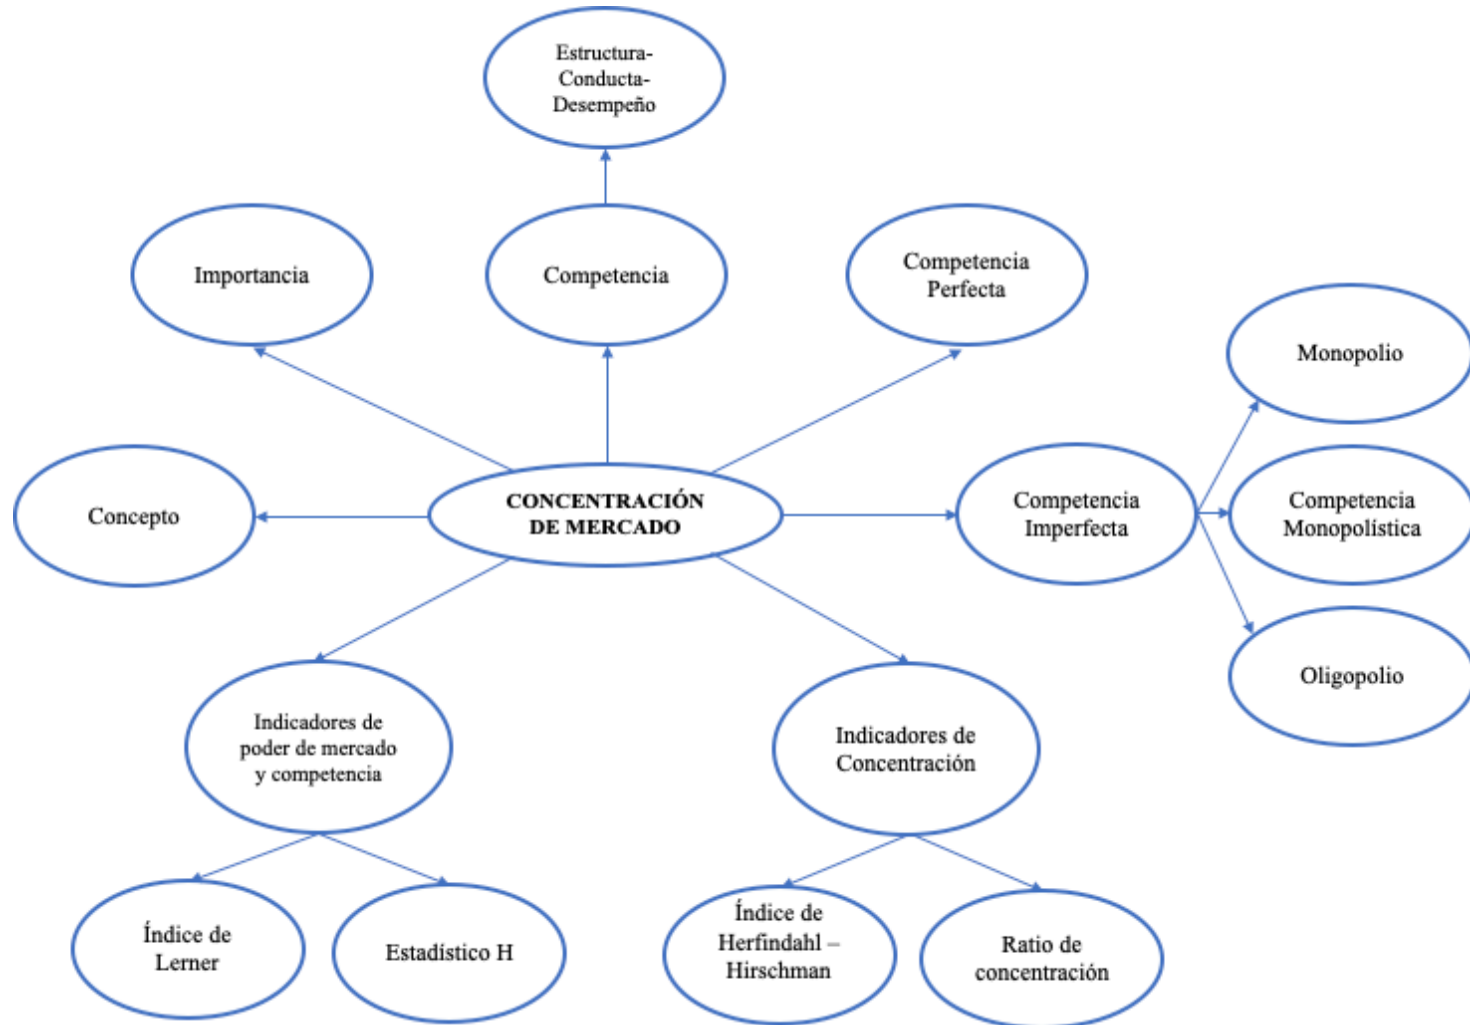 Estructura-
Conducta-
Desempeño
Importancia
Competencia
Competencia
Perfecta
Monopolio
Concepto
CONCENTRACIÓN
DE MERCADO
Competencia
Imperfecta
Competencia
Monopolística
Oligopolio
Indicadores de
poder de mercado
y competencia
Indicadores de
Concentración
Índice de
Lerner
Estadístico H
Índice de
Herfindahl –
Hirschman
Ratio de
concentración